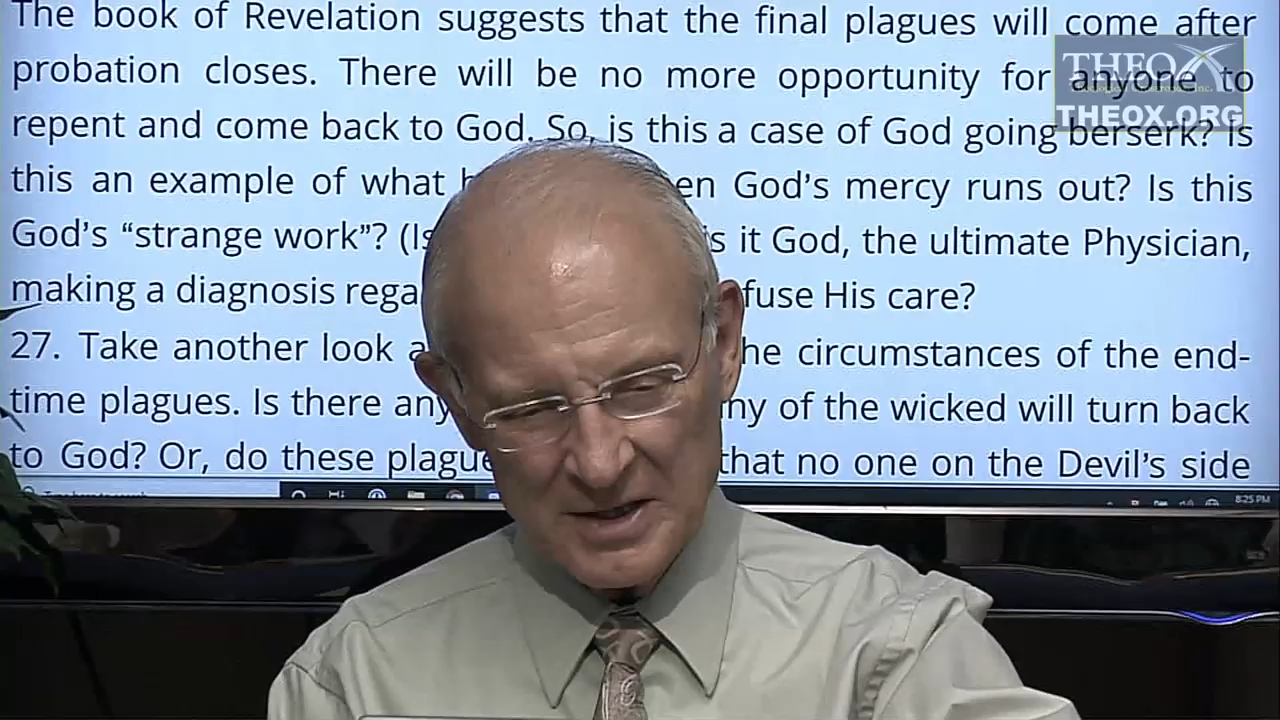 The book of Revelation suggests that the final plagues will come after
probation closes. There will be no more opportunity for anyone to
repent and come back to God. So, is this a case of God going berserk? Is
this an example of what h en God's mercy runs out? Is this
God's “strange work”? (Is s it God, the ultimate Physician,
making a diagnosis rega fuse His care?
27. Take another look a he circumstances of the end-
time plagues. Is there any ny of the wicked will turn back
to God? Or, do these plague that no one on the Devil's side
THEOX
THEOX.ORG
8:25 PM